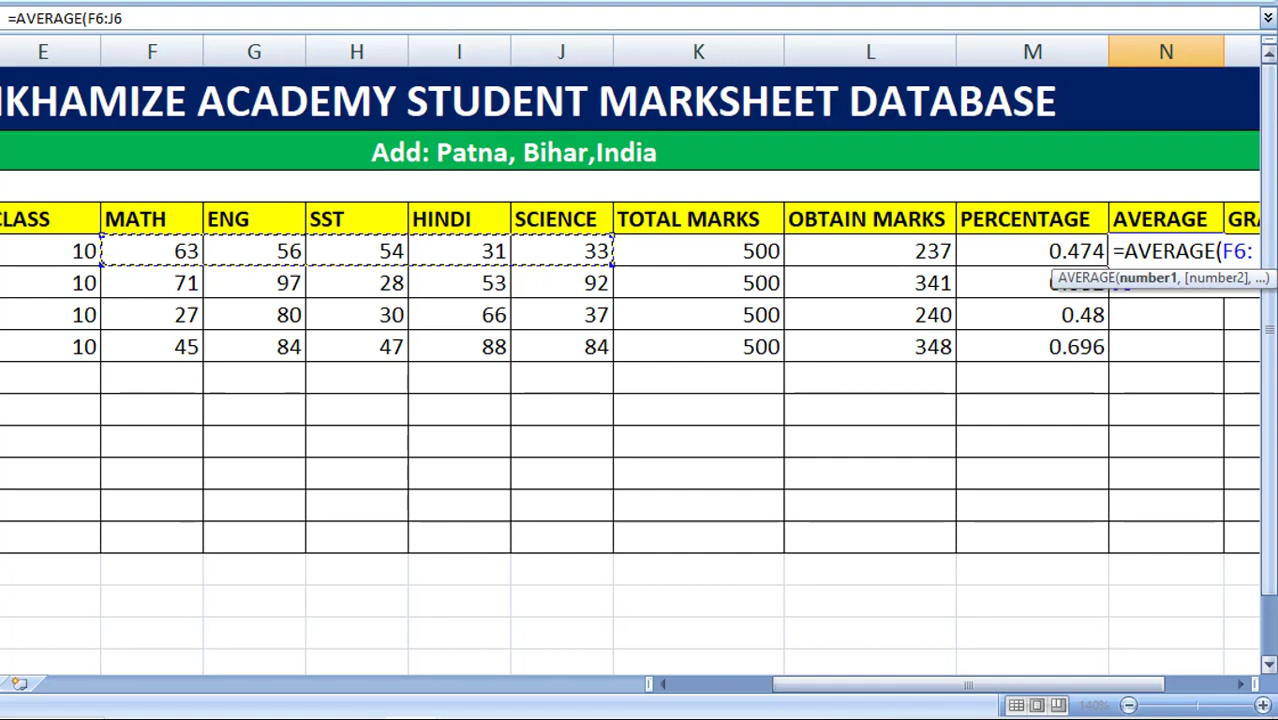 =AVERAGE(F6:J6
E F G H I J K L M N
KHAMIZE ACADEMY STUDENT MARKSHEET DATABASE
Add: Patna, Bihar,India
CLASS MATH ENG SST HINDI SCIENCE TOTAL MARKS OBTAIN MARKS PERCENTAGE AVERAGE GRA
10 63 56 54 31 33 500 237 0.474 =AVERAGE(F6:
AVERAGE(number1, [number2], ...)
10 71 97 28 53 92 500 341
10 27 80 30 66 37 500 240 0.48
10 45 84 47 88 84 500 348 0.696
140%